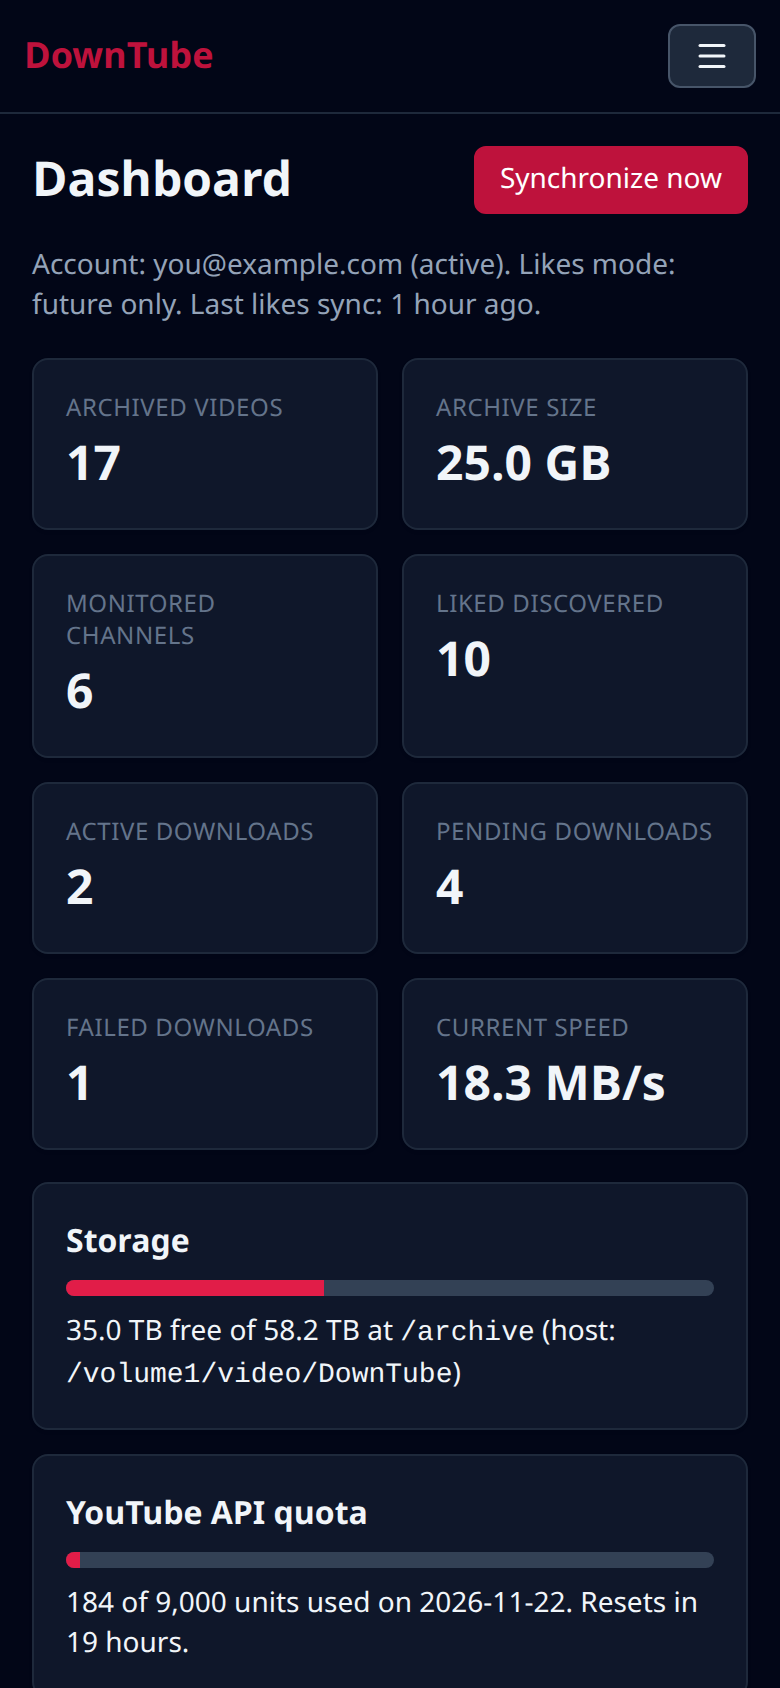 DownTube
Dashboard
Synchronize now
Account: you@example.com (active). Likes mode:
future only. Last likes sync: 1 hour ago.
ARCHIVED VIDEOS
17
ARCHIVE SIZE
25.0 GB
MONITORED
CHANNELS
6
LIKED DISCOVERED
10
ACTIVE DOWNLOADS
2
PENDING DOWNLOADS
4
FAILED DOWNLOADS
1
CURRENT SPEED
18.3 MB/s
Storage
35.0 TB free of 58.2 TB at /archive (host:
/volume1/video/DownTube)
YouTube API quota
184 of 9,000 units used on 2026-11-22. Resets in
19 hours.